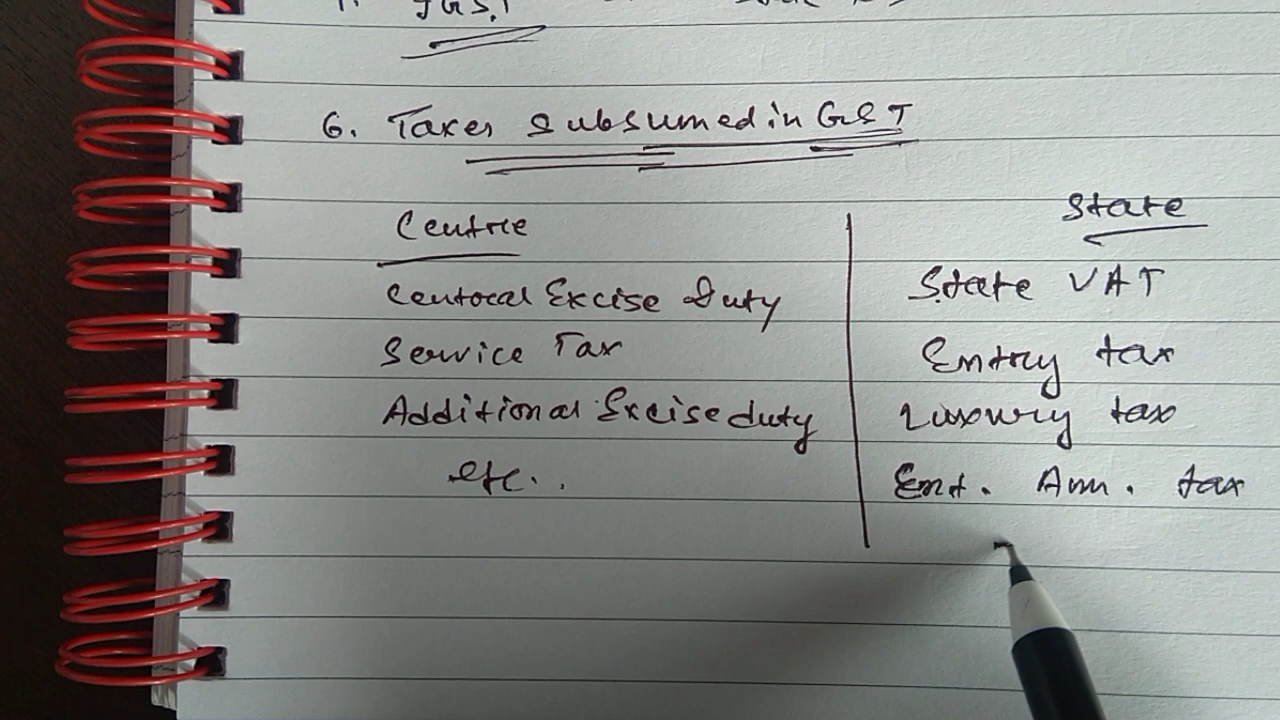 6. Taxes subsumed in GST
Centre
State
Central Excise Duty
State VAT
Service Tax
Entry tax
Additional Excise duty
Luxury tax
etc..
Ent. Am. tax